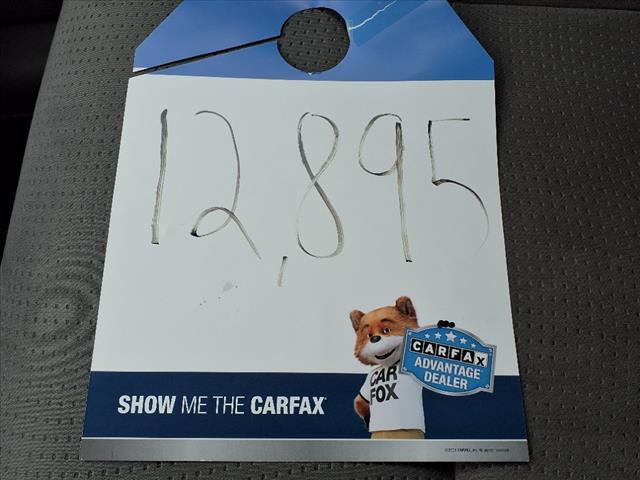 12,895
CARFAX
ADVANTAGE
DEALER
CAR
FOX
SHOW ME THE CARFAX